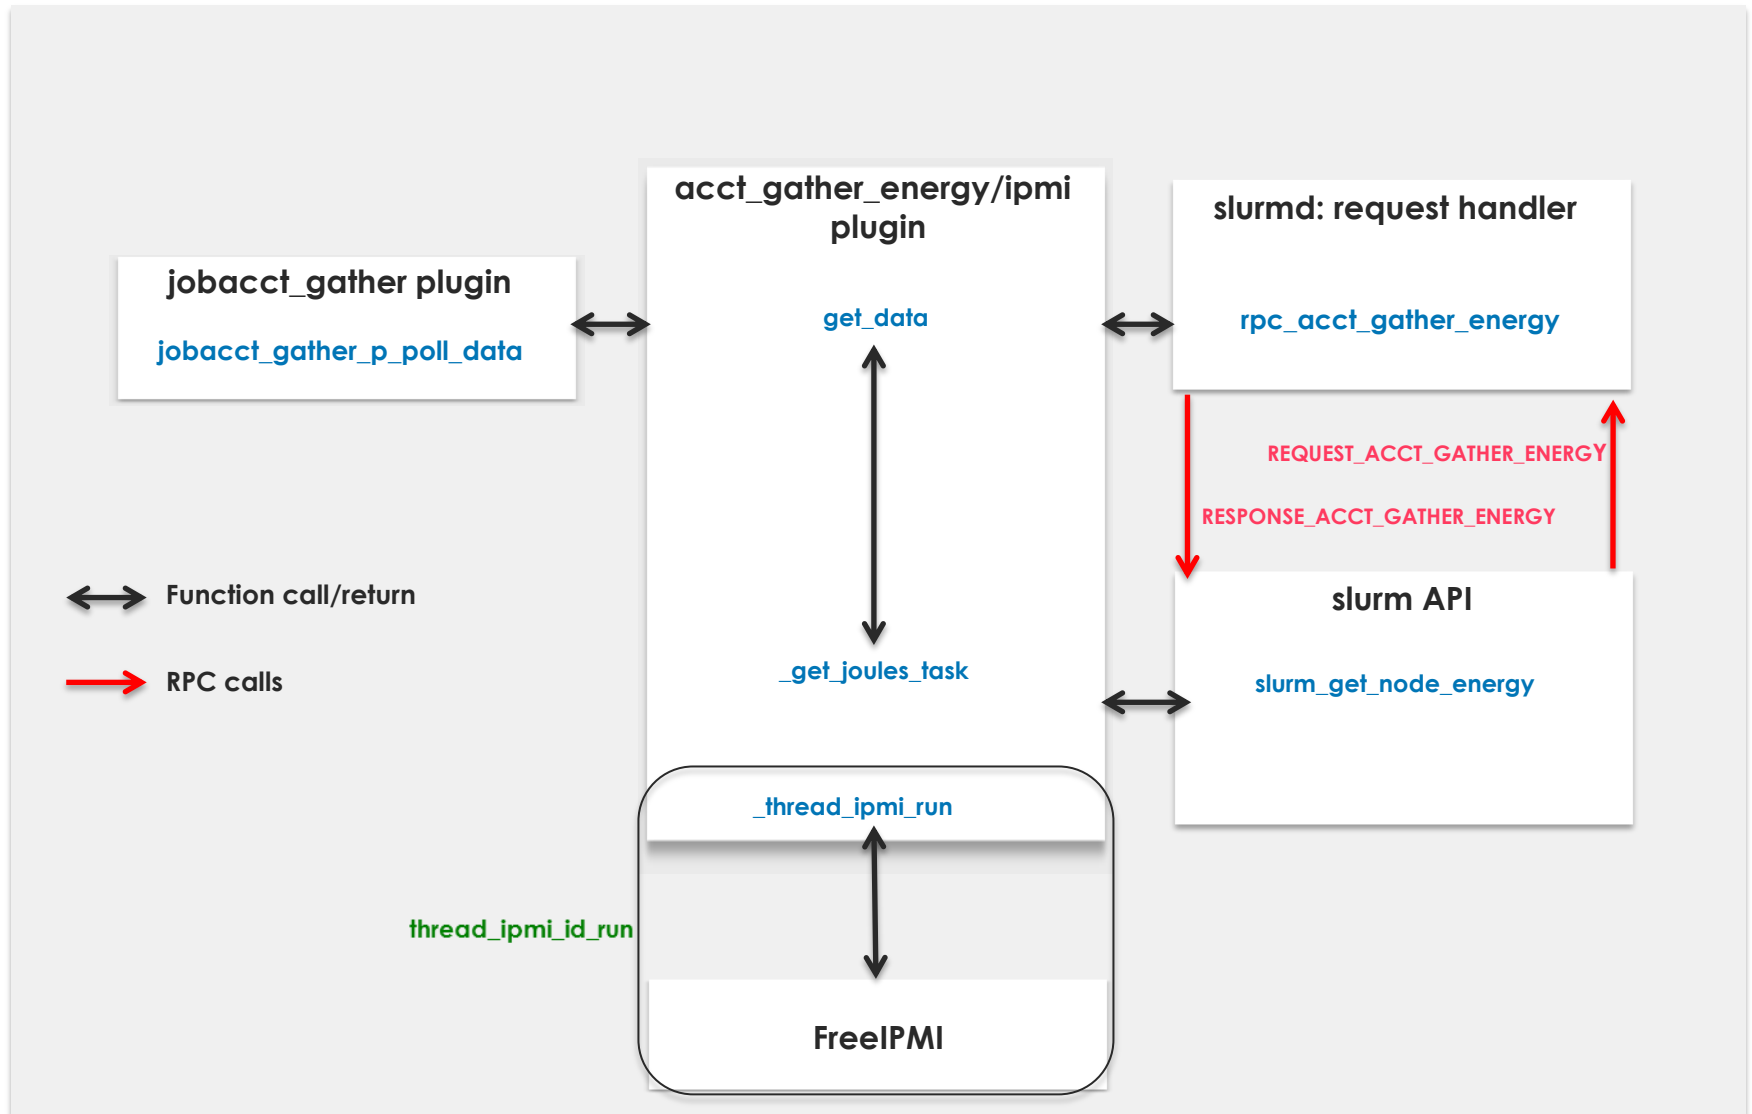 acct_gather_energy/ipmi
plugin
slurmd: request handler
jobacct_gather plugin
get_data
rpc_acct_gather_energy
jobacct_gather_p_poll_data
REQUEST_ACCT_GATHER_ENERGY
RESPONSE_ACCT_GATHER_ENERGY
Function call/return
slurm API
_get_joules_task
RPC calls
slurm_get_node_energy
_thread_ipmi_run
thread_ipmi_id_run
FreeIPMI